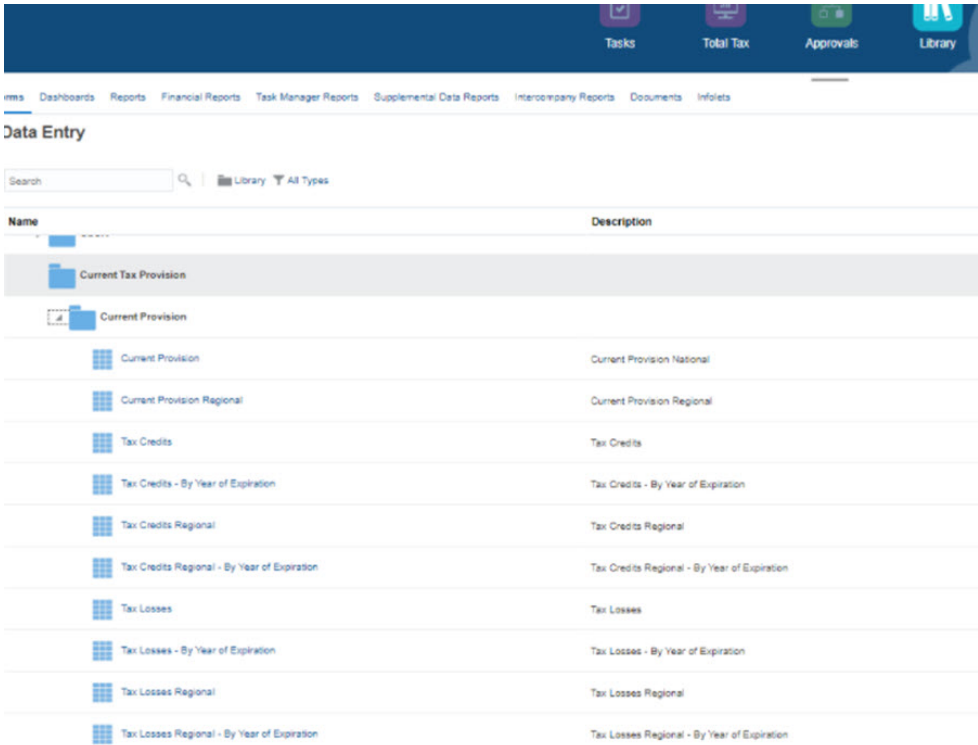 Tasks Total Tax Approvals Library
orms Dashboards Reports Financial Reports Task Manager Reports Supplemental Data Reports Intercompany Reports Documents Infolets
Data Entry
Search Library All Types
Name Description
Current Tax Provision
Current Provision
Current Provision Current Provision National
Current Provision Regional Current Provision Regional
Tax Credits Tax Credits
Tax Credits - By Year of Expiration Tax Credits - By Year of Expiration
Tax Credits Regional Tax Credits Regional
Tax Credits Regional - By Year of Expiration Tax Credits Regional - By Year of Expiration
Tax Losses Tax Losses
Tax Losses - By Year of Expiration Tax Losses - By Year of Expiration
Tax Losses Regional Tax Losses Regional
Tax Losses Regional - By Year of Expiration Tax Losses Regional - By Year of Expiration